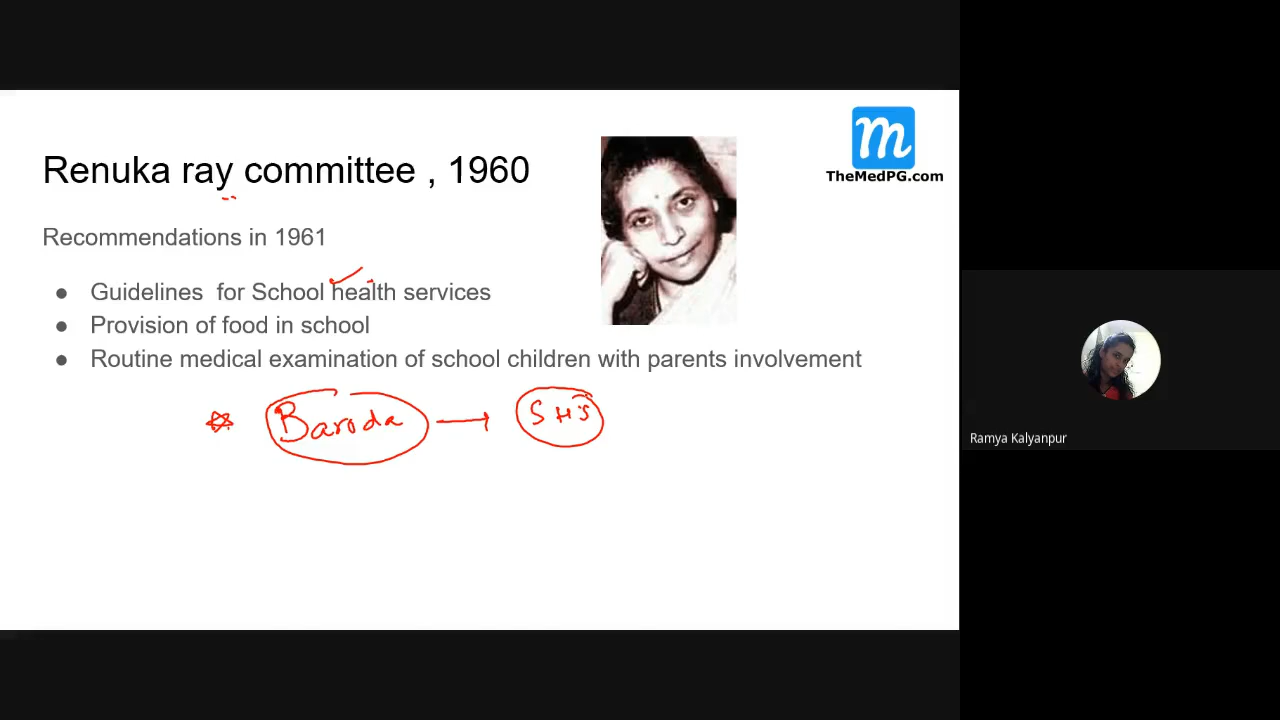 Renuka ray committee , 1960
TheMedPG.com
Recommendations in 1961
● Guidelines for School health services
● Provision of food in school
● Routine medical examination of school children with parents involvement
Baroda → SHS
Ramya Kalyanpur